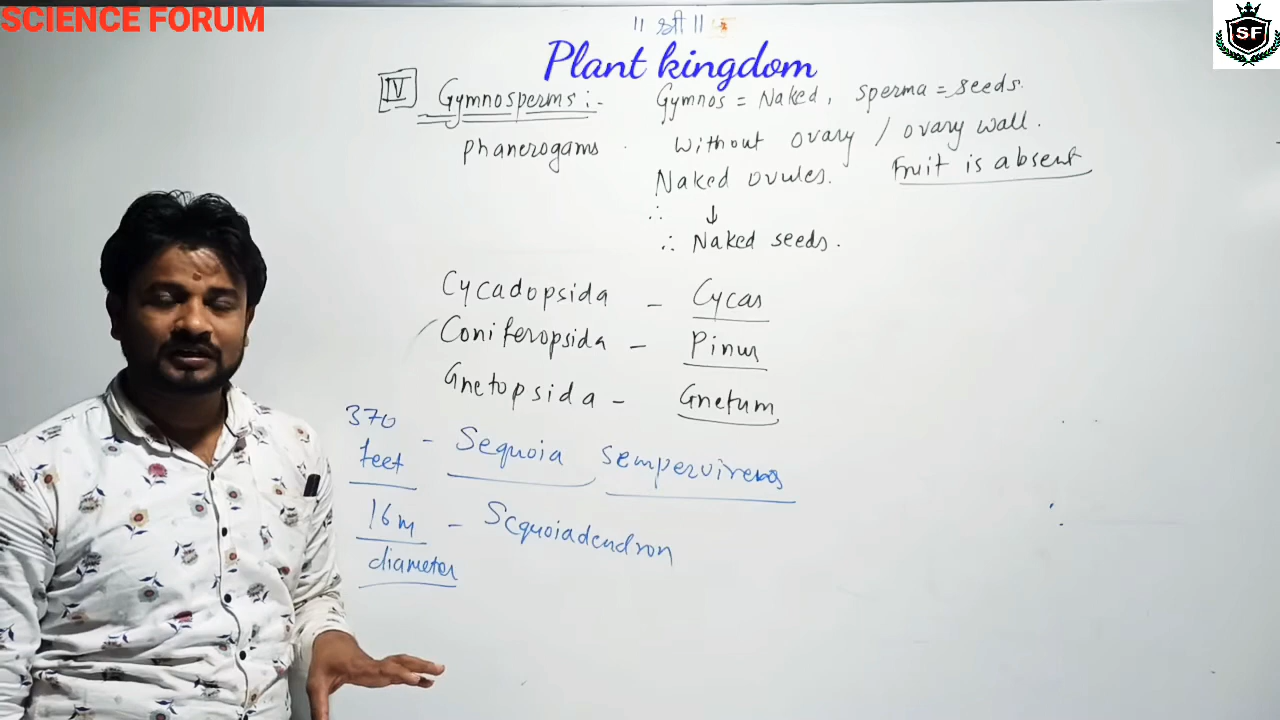 SCIENCE FORUM
॥ श्री ॥
SF
Plant kingdom
IV Gymnosperms :- Gymnos = Naked, sperma = seeds.
Phanerogams. without ovary / ovary wall.
Naked ovules. Fruit is absent
∴ ↓
∴ Naked seeds.
Cycadopsida - Cycas
Coniferopsida - Pinus
Gnetopsida - Gnetum
370 feet - Sequoia sempervirens
16m diameter - Sequoiadendron